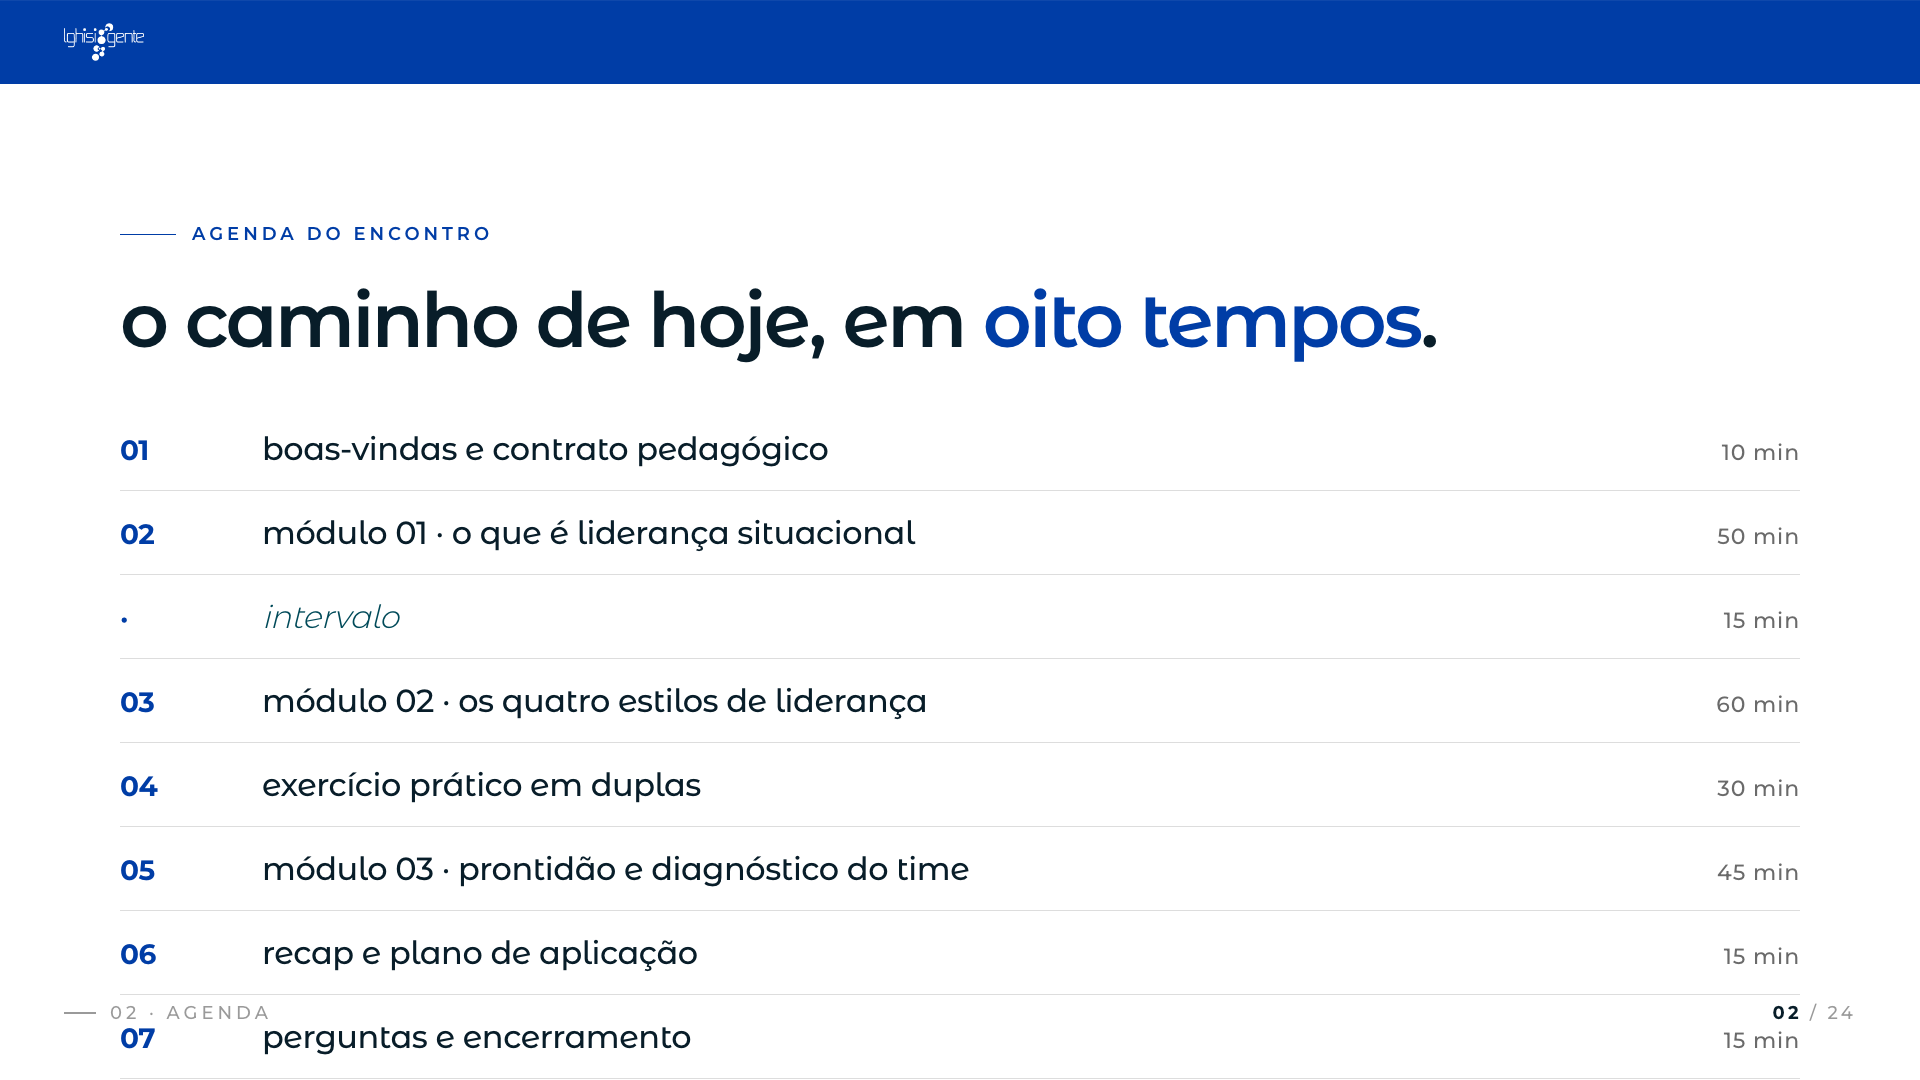 lghisi gente
AGENDA DO ENCONTRO
o caminho de hoje, em oito tempos.
01 boas-vindas e contrato pedagógico 10 min
02 módulo 01 · o que é liderança situacional 50 min
· intervalo 15 min
03 módulo 02 · os quatro estilos de liderança 60 min
04 exercício prático em duplas 30 min
05 módulo 03 · prontidão e diagnóstico do time 45 min
06 recap e plano de aplicação 15 min
02 · AGENDA 02 / 24
07 perguntas e encerramento 15 min